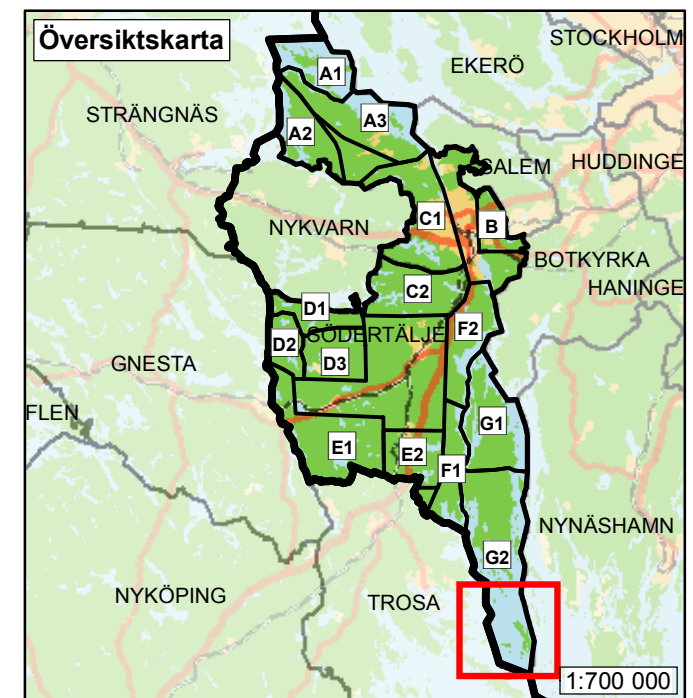 Översiktskarta
STOCKHOLM
EKERÖ
A1
STRÄNGNÄS
A3
A2
SALEM
HUDDINGE
C1
B
NYKVARN
BOTKYRKA
HANINGE
C2
D1
F2
SÖDERTÄLJE
D2
D3
GNESTA
FLEN
G1
E1
E2
F1
NYNÄSHAMN
G2
NYKÖPING
TROSA
1:700 000